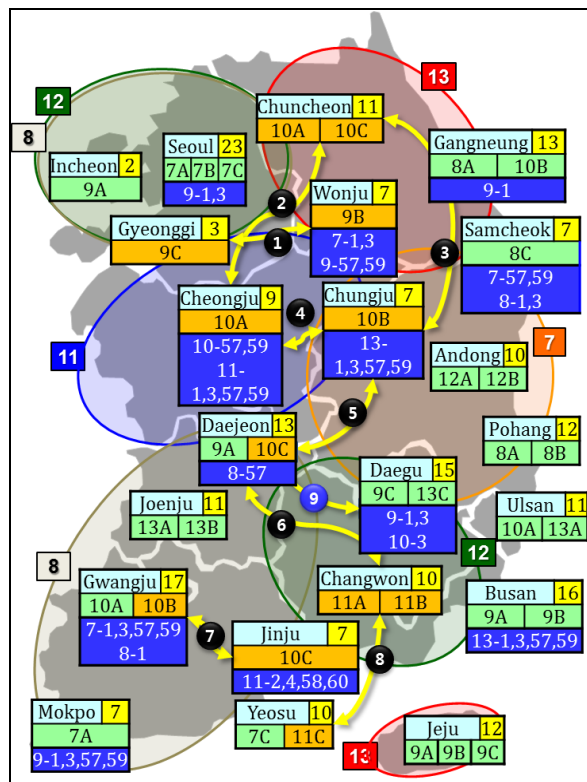 13
12
8
Chuncheon 11
10A 10C
Seoul 23
7A 7B 7C
9-1,3
Incheon 2
9A
Gangneung 13
8A 10B
9-1
2
Wonju 7
9B
7-1,3
9-57,59
Gyeonggi 3
9C
1
3
Samcheok 7
8C
7-57,59
8-1,3
Cheongju 9
10A
10-57,59
11-
1,3,57,59
4
Chungju 7
10B
13-
1,3,57,59
7
11
Andong 10
12A 12B
5
Daejeon 13
9A 10C
8-57
Pohang 12
8A 8B
Daegu 15
9C 13C
9-1,3
10-3
9
Joenju 11
13A 13B
6
Ulsan 11
10A 13A
12
8
Gwangju 17
10A 10B
7-1,3,57,59
8-1
Changwon 10
11A 11B
Busan 16
9A 9B
13-1,3,57,59
7
Jinju 7
10C
11-2,4,58,60
8
Mokpo 7
7A
9-1,3,57,59
Yeosu 10
7C 11C
13
Jeju 12
9A 9B 9C